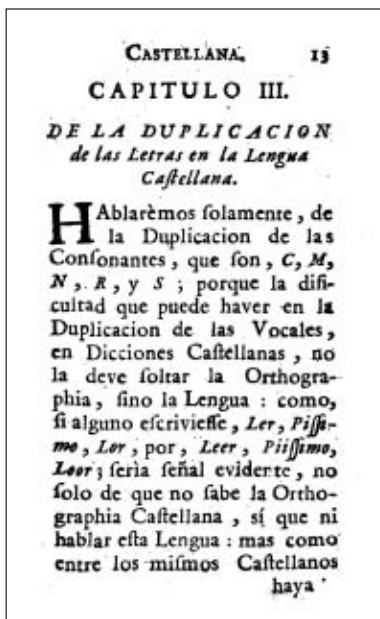 CASTELLANA. 13
CAPITULO III.
DE LA DUPLICACION
de las Letras en la Lengua
Caſtellana.
HAblarèmos ſolamente, de
la Duplicacion de las
Conſonantes, que ſon, C, M,
N, R, y S; porque la difi-
cultad que puede haver en la
Duplicacion de las Vocales,
en Dicciones Caſtellanas, no
la deve ſoltar la Orthogra-
phia, ſino la Lengua: como,
ſi alguno eſcrivieſſe, Ler, Piſſi-
mo, Lor, por, Leer, Piiſſimo,
Loor; ſeria ſeñal eviderte, no
ſolo de que no ſabe la Ortho-
graphia Caſtellana, sí que ni
hablar eſta Lengua: mas como
entre los miſmos Caſtellanos
haya